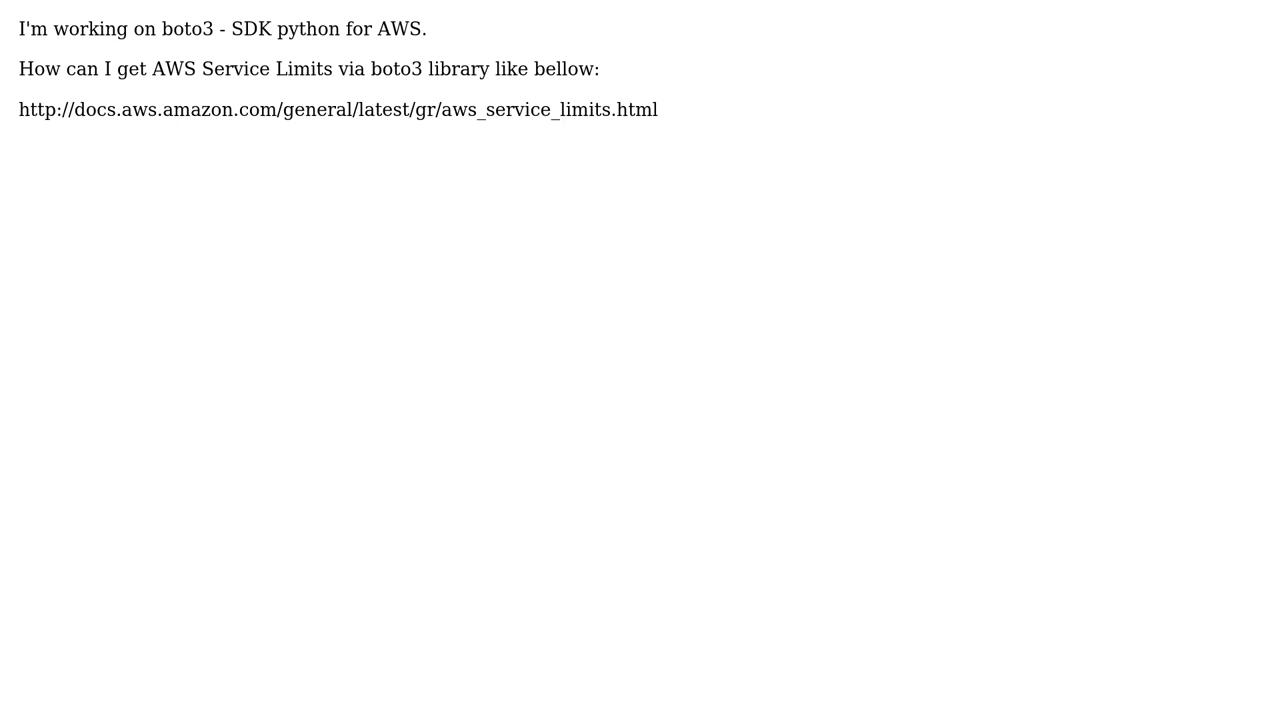 I'm working on boto3 - SDK python for AWS.
How can I get AWS Service Limits via boto3 library like bellow:
http://docs.aws.amazon.com/general/latest/gr/aws_service_limits.html